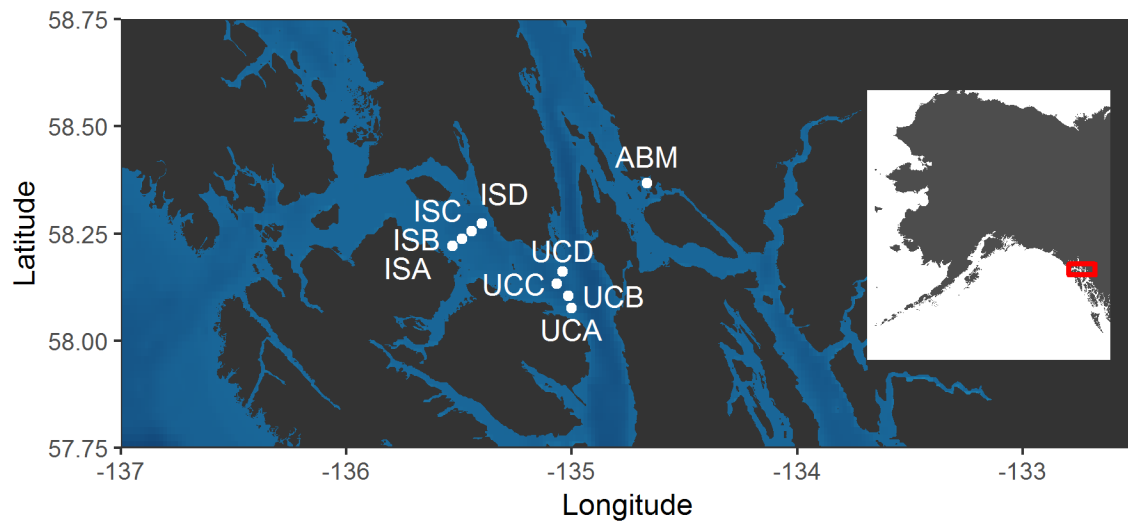 58.75
58.50
58.25
58.00
57.75
Latitude
ABM
ISD
ISC
ISB
ISA
UCD
UCC
UCB
UCA
-137
-136
-135
-134
-133
Longitude